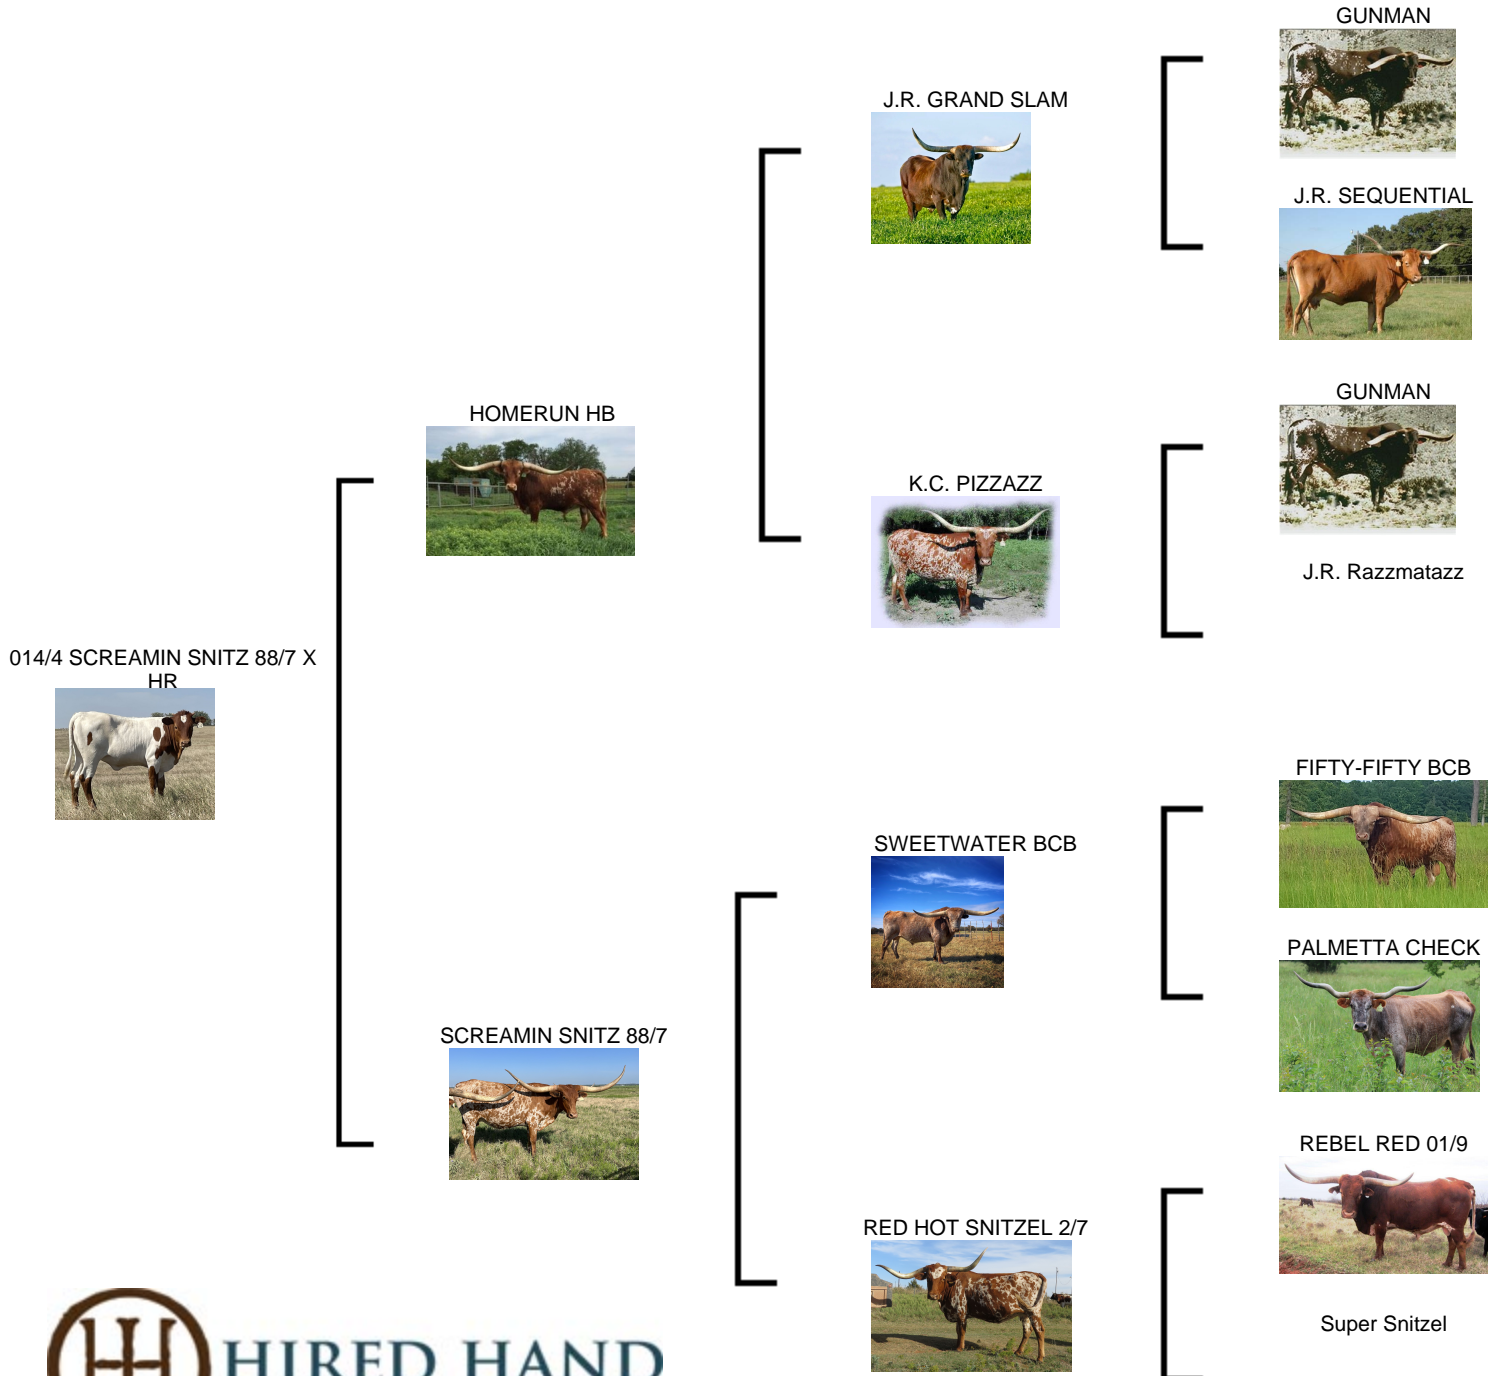 GUNMAN
J.R. GRAND SLAM
J.R. SEQUENTIAL
HOMERUN HB
GUNMAN
K.C. PIZZAZZ
J.R. Razzmatazz
014/4 SCREAMIN SNITZ 88/7 X
HR
FIFTY-FIFTY BCB
SWEETWATER BCB
PALMETTA CHECK
SCREAMIN SNITZ 88/7
REBEL RED 01/9
RED HOT SNITZEL 2/7
Super Snitzel
HIRED HAND